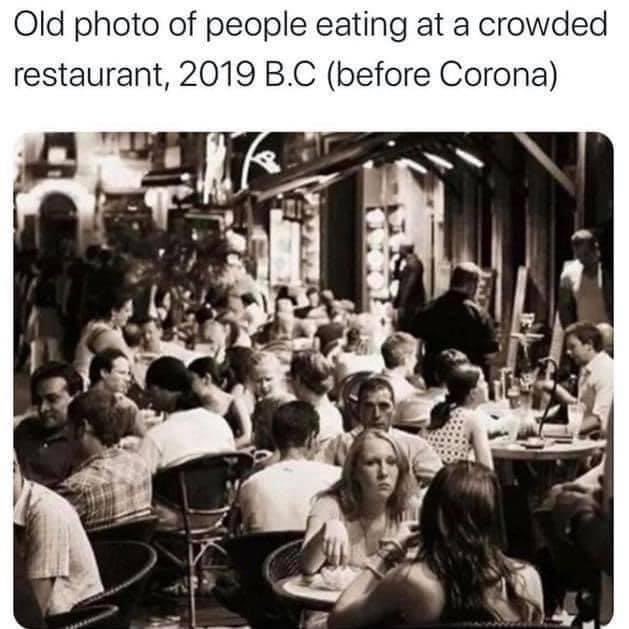 Old photo of people eating at a crowded
restaurant, 2019 B.C (before Corona)